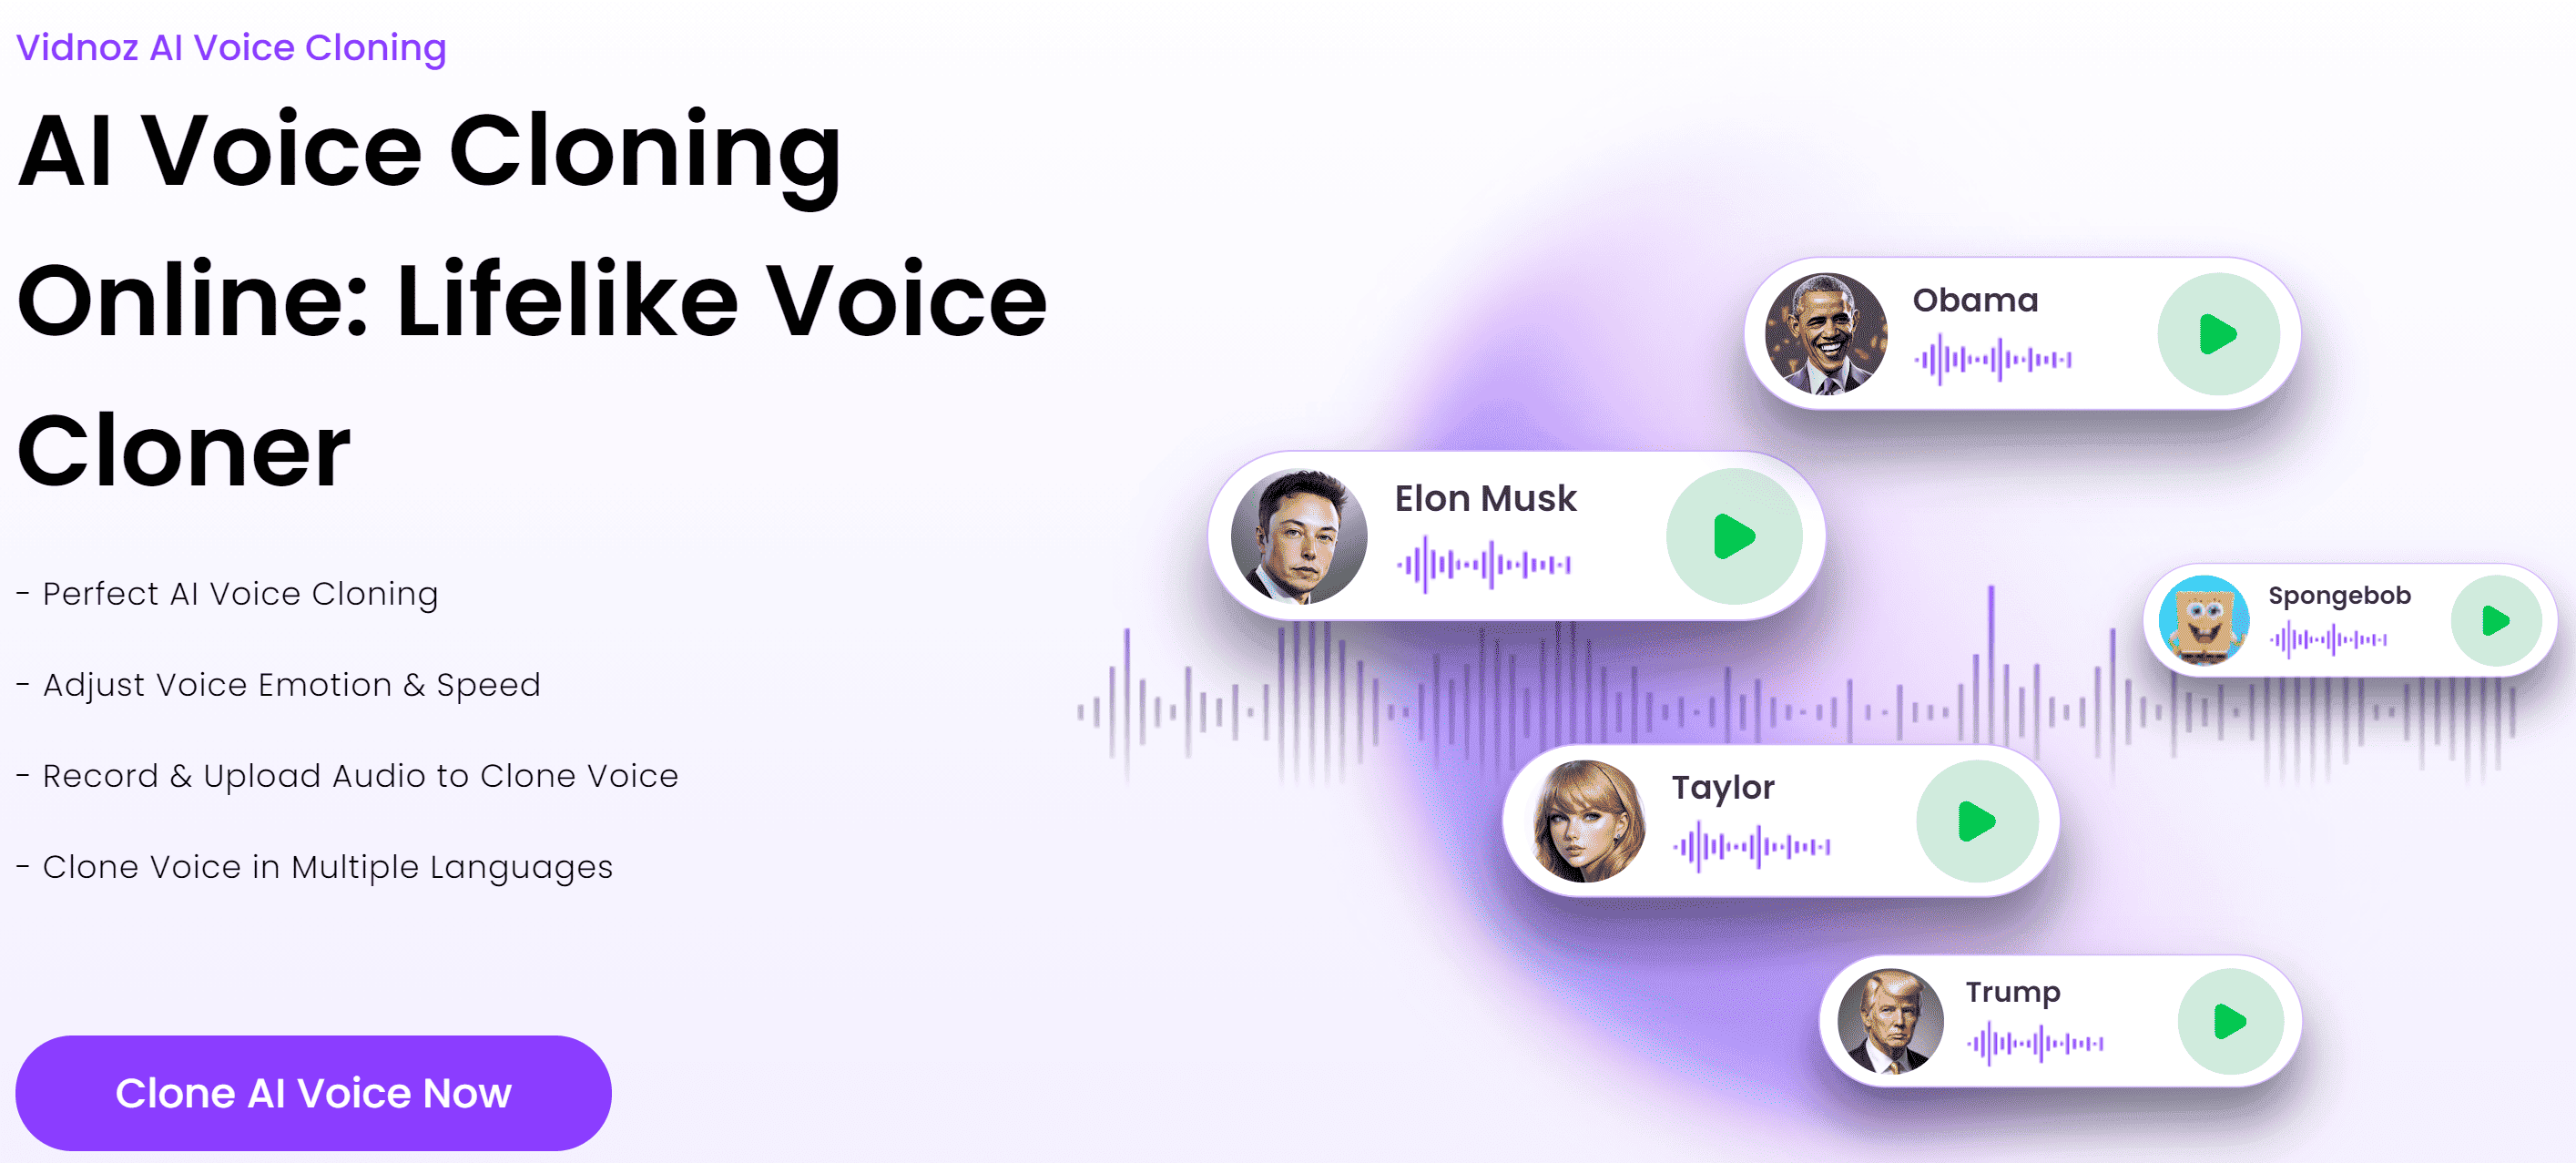 Vidnoz AI Voice Cloning
AI Voice Cloning
Online: Lifelike Voice
Cloner
- Perfect AI Voice Cloning
- Adjust Voice Emotion & Speed
- Record & Upload Audio to Clone Voice
- Clone Voice in Multiple Languages
Clone AI Voice Now
Obama
Elon Musk
Spongebob
Taylor
Trump